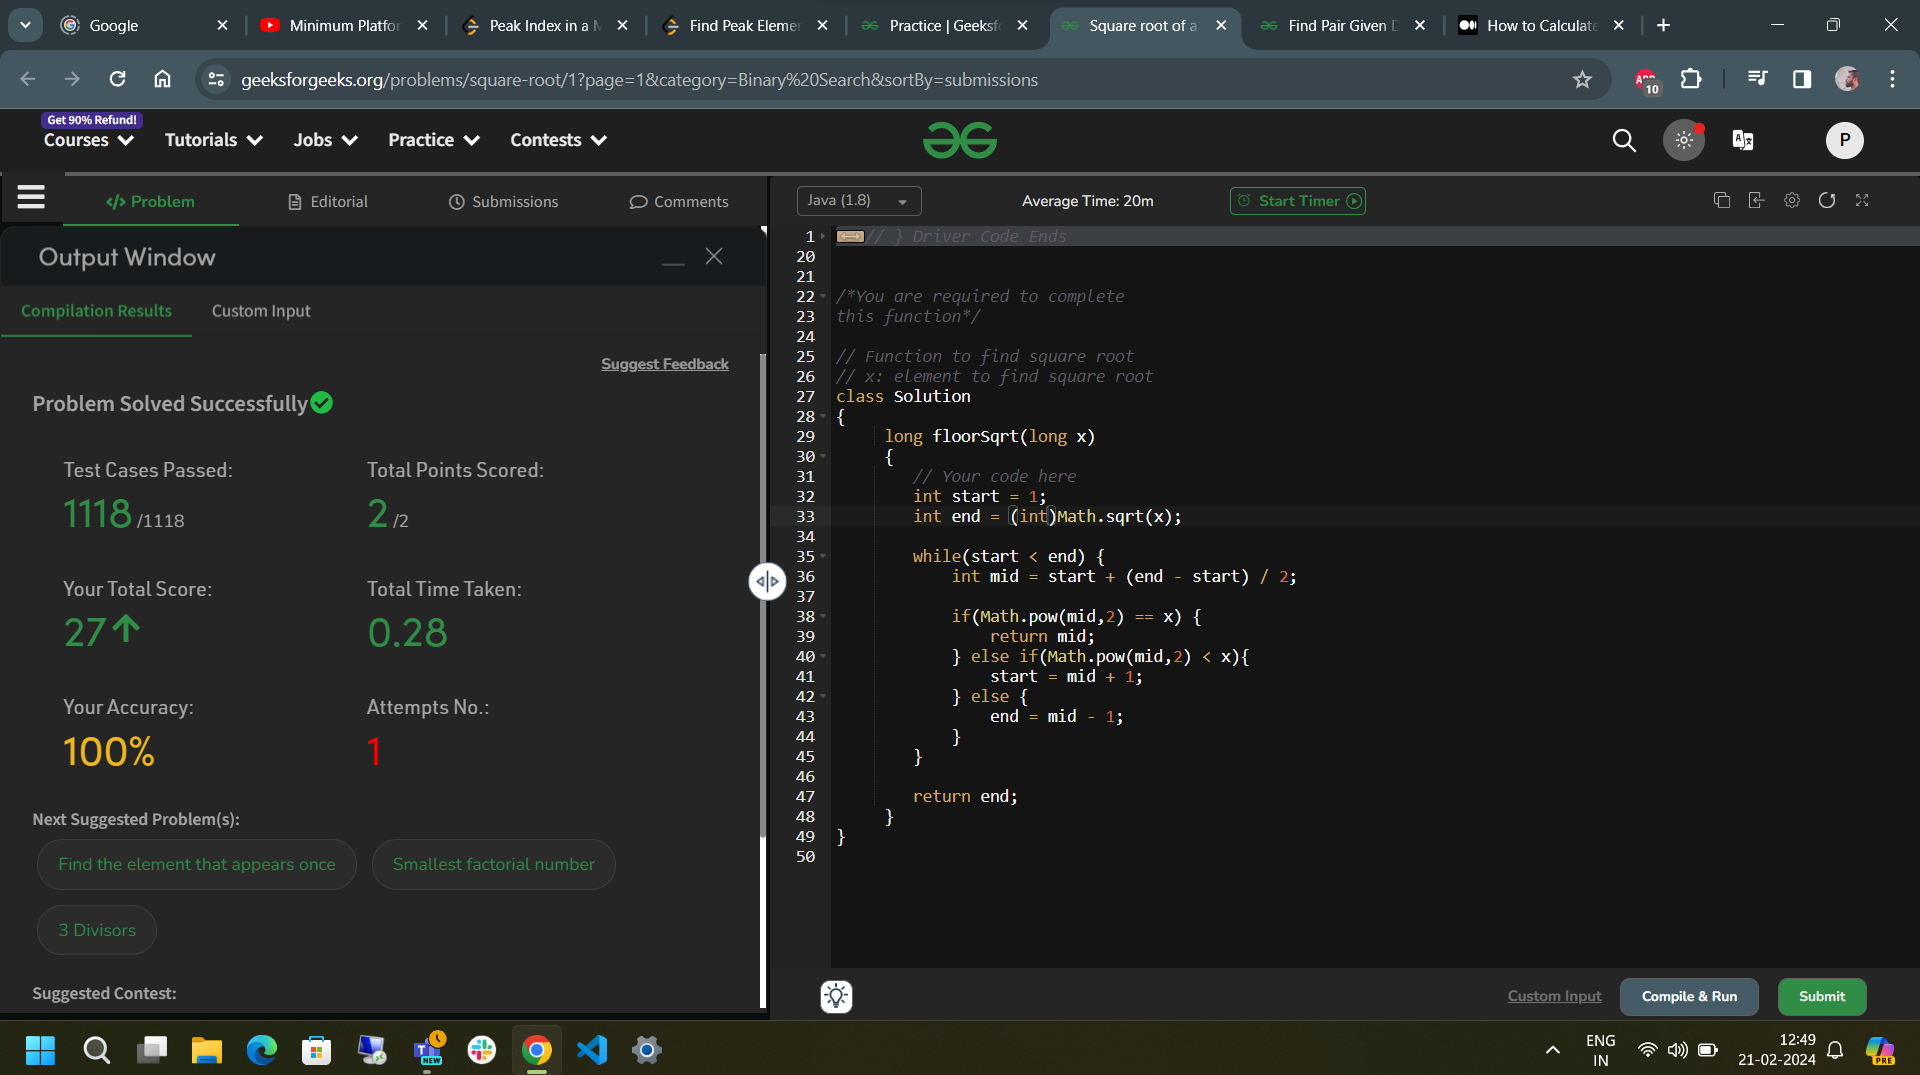 Google
Minimum Platfor
Peak Index in a M
Find Peak Elemen
Practice | Geeksfo
Square root of a
Find Pair Given D
How to Calculate
geeksforgeeks.org/problems/square-root/1?page=1&category=Binary%20Search&sortBy=submissions
ABP
10
Get 90% Refund!
Courses
Tutorials
Jobs
Practice
Contests
P
</> Problem
Editorial
Submissions
Comments
Java (1.8)
Average Time: 20m
Start Timer
Output Window
Compilation Results
Custom Input
Suggest Feedback
Problem Solved Successfully
Test Cases Passed:
1118 /1118
Total Points Scored:
2 /2
Your Total Score:
27
Total Time Taken:
0.28
Your Accuracy:
100%
Attempts No.:
1
Next Suggested Problem(s):
Find the element that appears once
Smallest factorial number
3 Divisors
Suggested Contest:
1 // } Driver Code Ends
20
21
22 /*You are required to complete
23 this function*/
24
25 // Function to find square root
26 // x: element to find square root
27 class Solution
28 {
29 long floorSqrt(long x)
30 {
31 // Your code here
32 int start = 1;
33 int end = (int)Math.sqrt(x);
34
35 while(start < end) {
36 int mid = start + (end - start) / 2;
37
38 if(Math.pow(mid,2) == x) {
39 return mid;
40 } else if(Math.pow(mid,2) < x){
41 start = mid + 1;
42 } else {
43 end = mid - 1;
44 }
45 }
46
47 return end;
48 }
49 }
50
Custom Input
Compile & Run
Submit
NEW
ENG
IN
12:49
21-02-2024
PRE